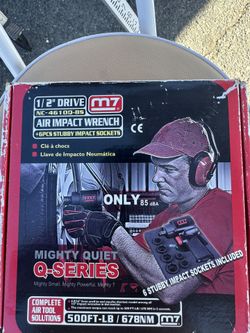 1/2" DRIVE
NC-4610Q-BS
AIR IMPACT WRENCH
+6PCS STUBBY IMPACT SOCKETS
M7
CE
• Clé à chocs
• Llave de Impacto Neumática
ONLY 85 dBA
MIGHTY QUIET
Q-SERIES
Mighty Small, Mighty Powerful, Mighty 7
6 STUBBY IMPACT SOCKETS INCLUDED
COMPLETE
AIR TOOL
SOLUTIONS
500FT-LB / 678NM
M7